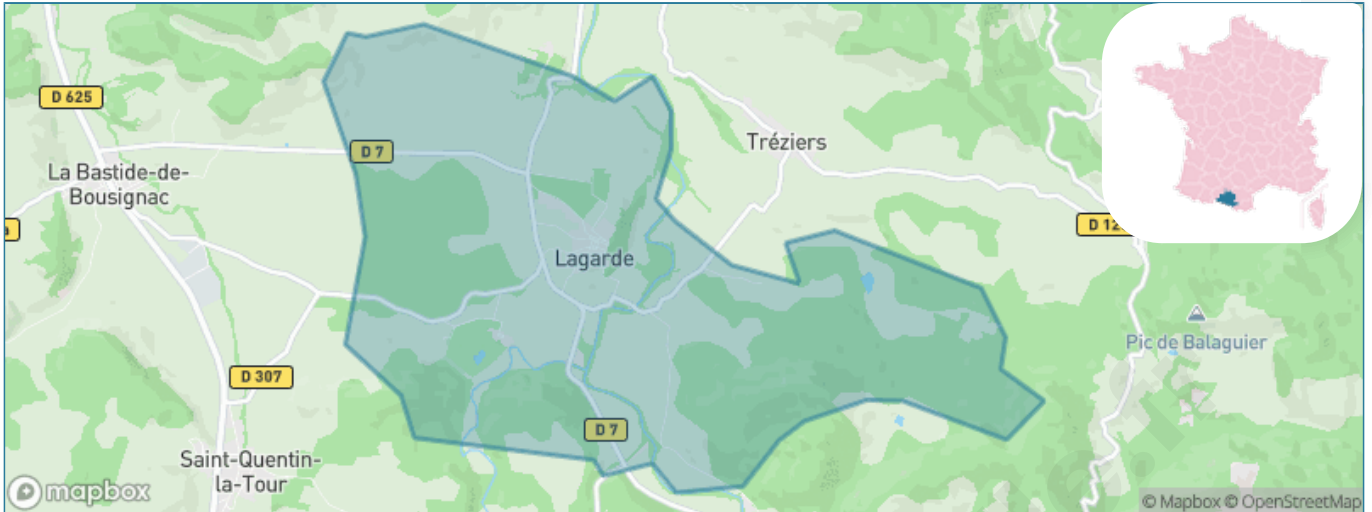 D 625
D 7
Tréziers
La Bastide-de-
Bousignac
D 12
Lagarde
Pic de Balaguier
D 307
D 7
Saint-Quentin-
la-Tour
mapbox
© Mapbox © OpenStreetMap